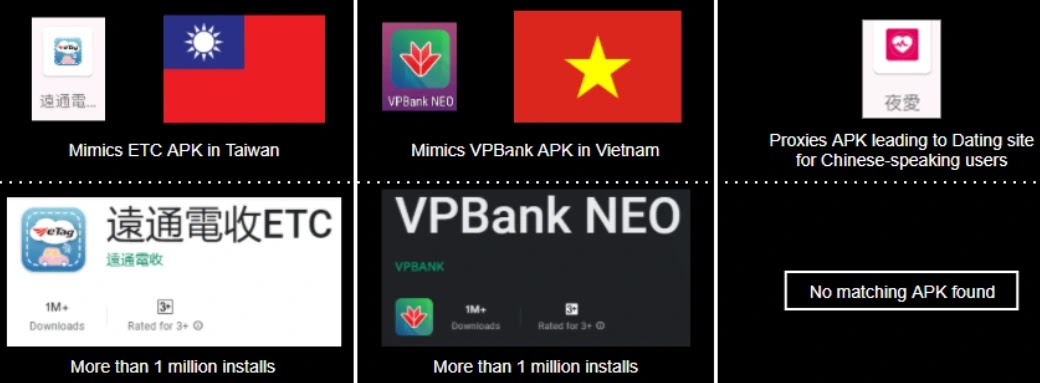 遠通電...
Mimics ETC APK in Taiwan
eTag
遠通電收ETC
遠通電收
1M+
3+
Downloads
Rated for 3+
More than 1 million installs
VPBank NEO
Mimics VPBank APK in Vietnam
VPBank NEO
VPBANK
1M+
3+
Downloads
Rated for 3+
More than 1 million installs
夜愛
Proxies APK leading to Dating site
for Chinese-speaking users
No matching APK found